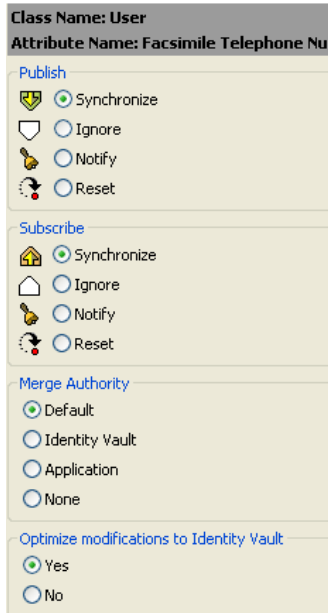 Class Name: User
Attribute Name: Facsimile Telephone Nu
Publish
Synchronize
Ignore
Notify
Reset
Subscribe
Synchronize
Ignore
Notify
Reset
Merge Authority
Default
Identity Vault
Application
None
Optimize modifications to Identity Vault
Yes
No